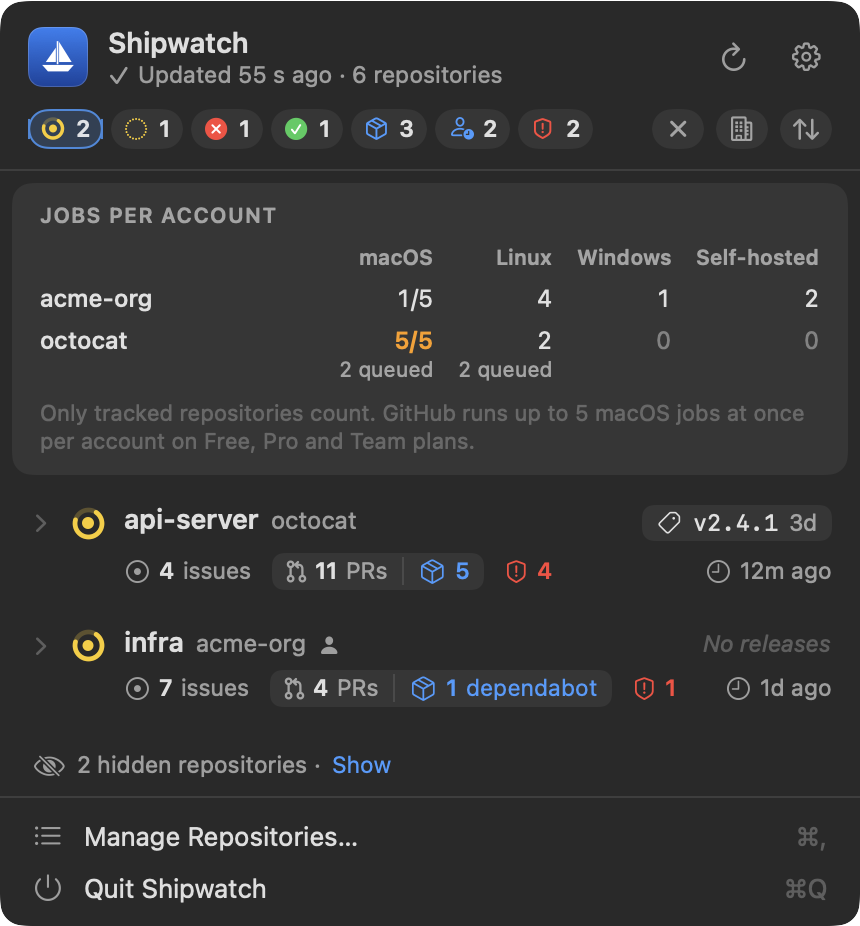 Shipwatch
Updated 55 s ago · 6 repositories
2 1 1 1 3 2 2
JOBS PER ACCOUNT
macOS Linux Windows Self-hosted
acme-org 1/5 4 1 2
octocat 5/5 2 0 0
2 queued 2 queued
Only tracked repositories count. GitHub runs up to 5 macOS jobs at once
per account on Free, Pro and Team plans.
api-server octocat v2.4.1 3d
4 issues 11 PRs 5 4 12m ago
infra acme-org No releases
7 issues 4 PRs 1 dependabot 1 1d ago
2 hidden repositories · Show
Manage Repositories... ⌘,
Quit Shipwatch ⌘Q